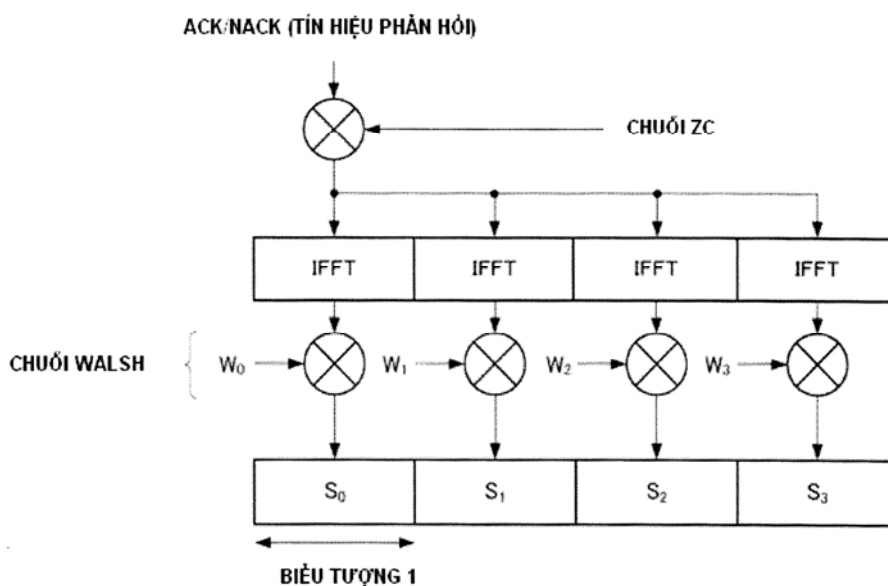 ACK/NACK (TÍN HIỆU PHẢN HỒI)
CHUỖI ZC
IFFT IFFT IFFT IFFT
CHUỖI WALSH W₀ W₁ W₂ W₃
S₀ S₁ S₂ S₃
BIỂU TƯỢNG 1